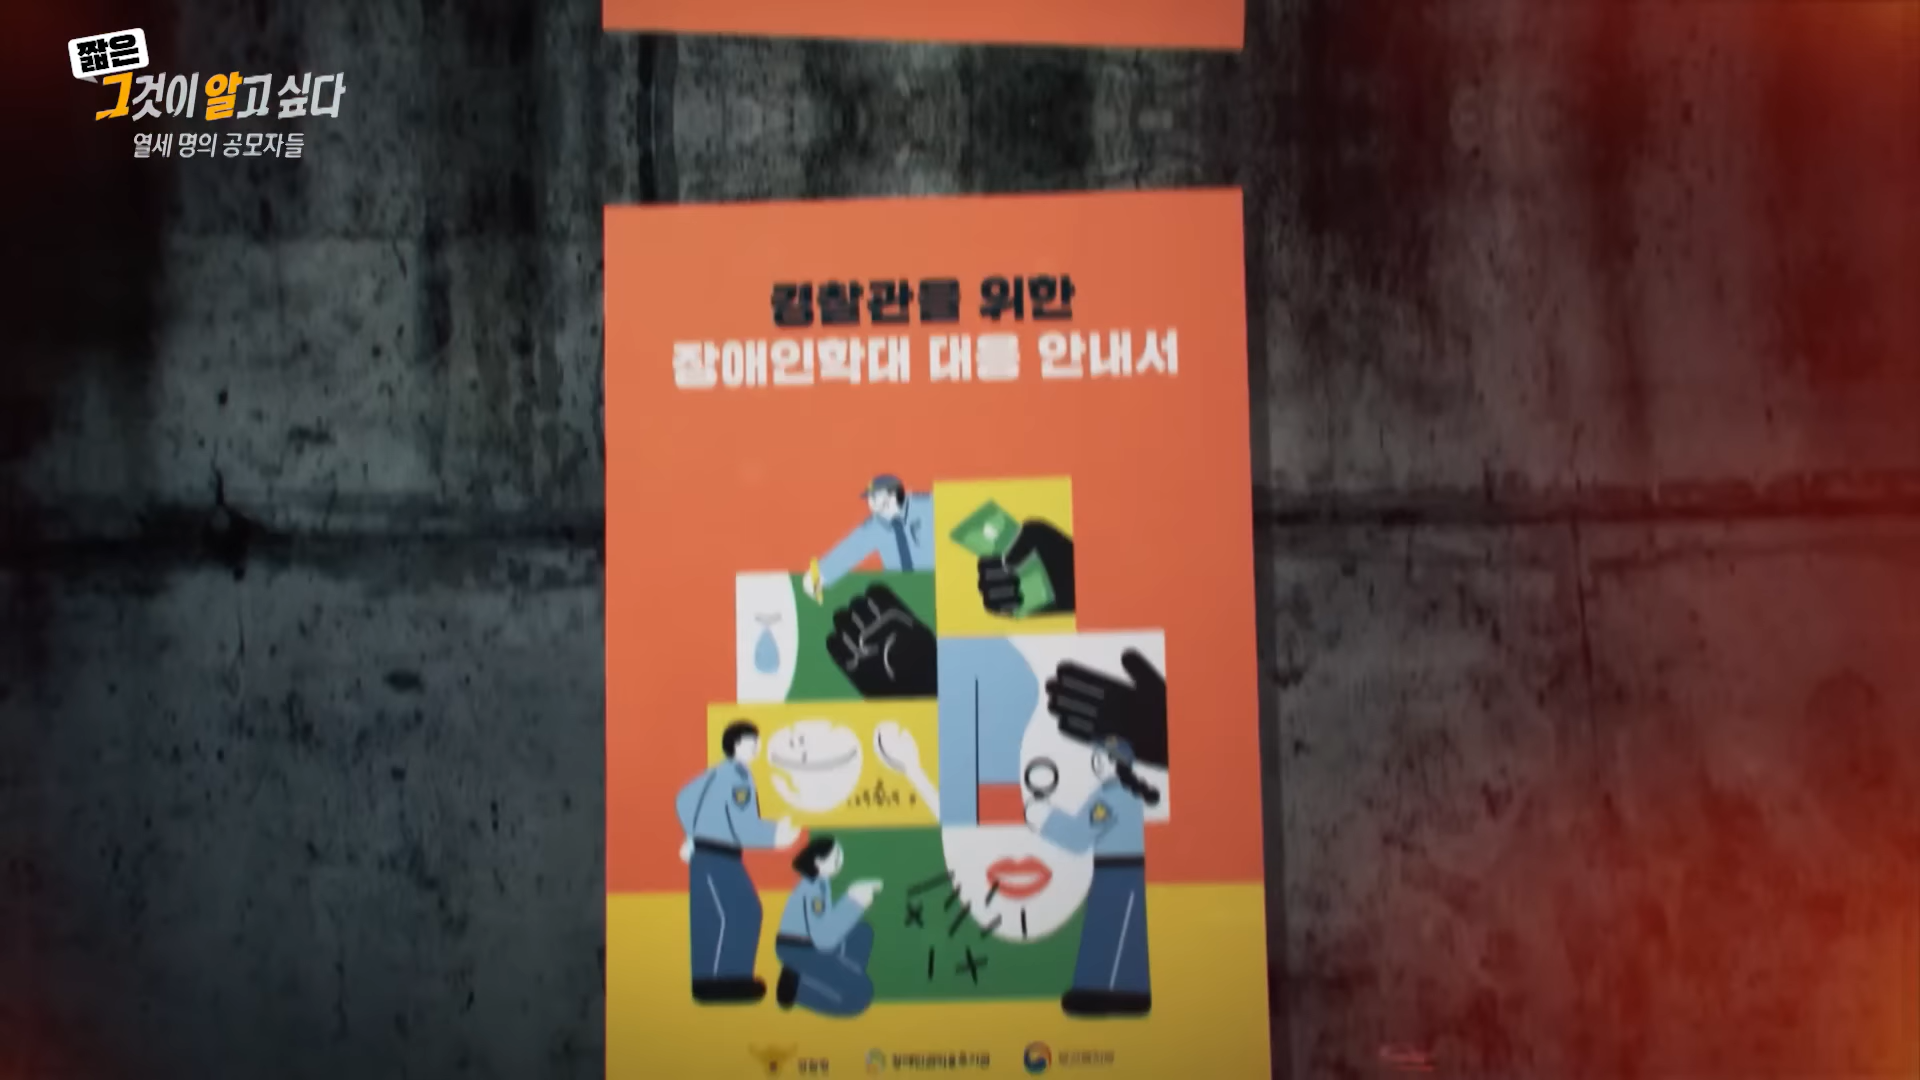 짧은
그것이 알고 싶다
열세 명의 공모자들
경찰관을 위한
장애인학대 대응 안내서
경찰청